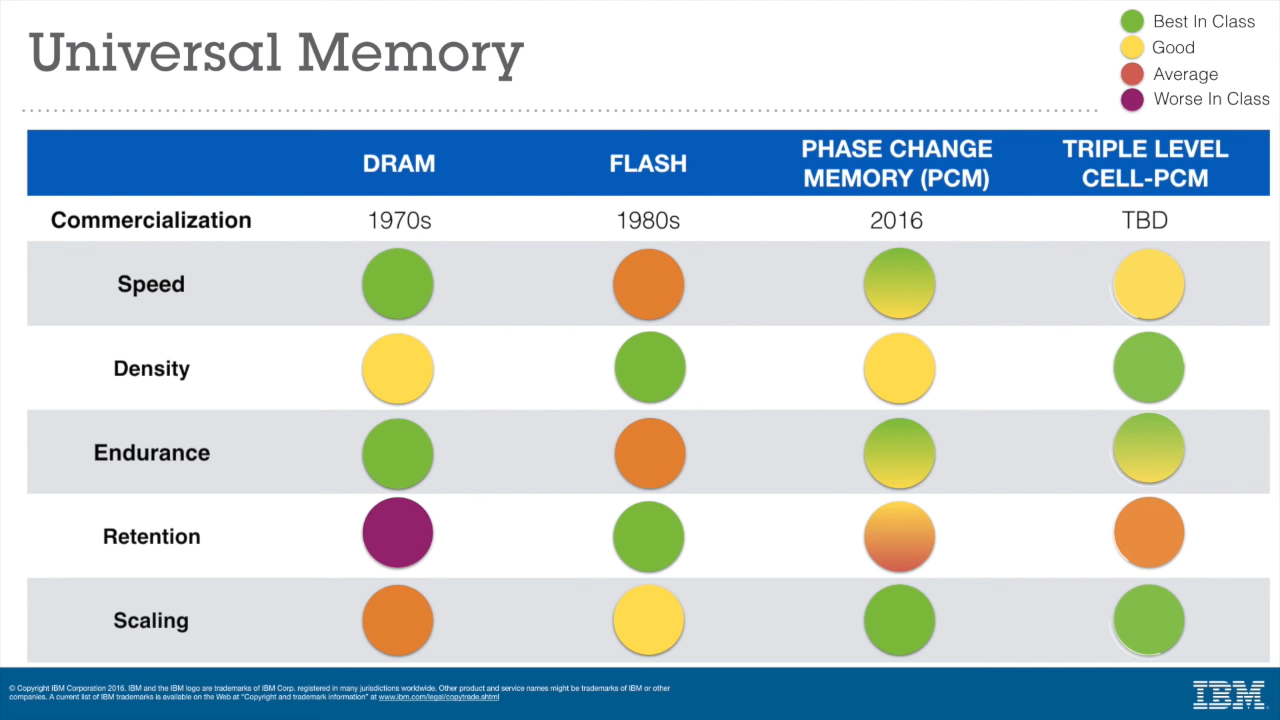 Universal Memory
Best In Class
Good
Average
Worse In Class
DRAM
FLASH
PHASE CHANGE
MEMORY (PCM)
TRIPLE LEVEL
CELL-PCM
Commercialization 1970s 1980s 2016 TBD
Speed
Density
Endurance
Retention
Scaling
© Copyright IBM Corporation 2016. IBM and the IBM logo are trademarks of IBM Corp. registered in many jurisdictions worldwide. Other product and service names might be trademarks of IBM or other
companies. A current list of IBM trademarks is available on the Web at “Copyright and trademark information” at www.ibm.com/legal/copytrade.shtml
IBM